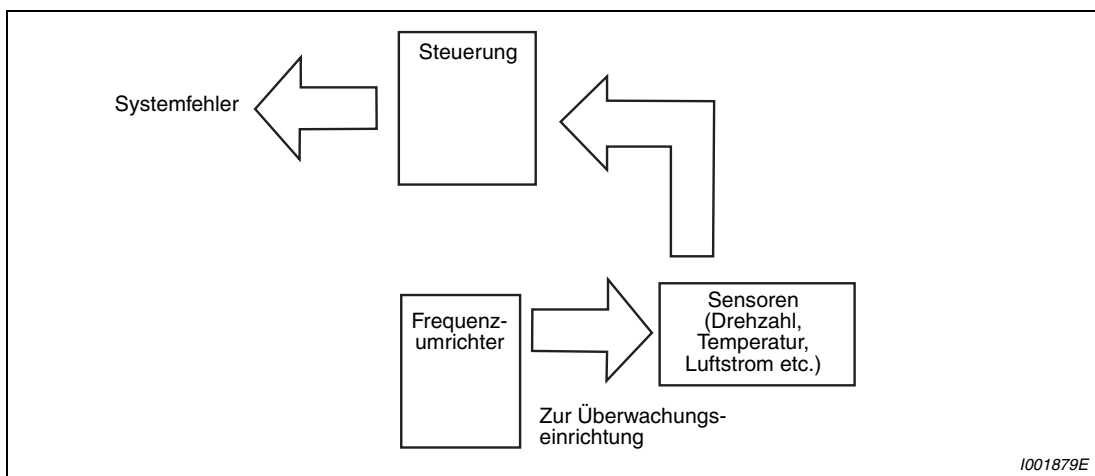 Steuerung
Systemfehler
Frequenz-
umrichter
Sensoren
(Drehzahl,
Temperatur,
Luftstrom etc.)
Zur Überwachungs-
einrichtung
I001879E